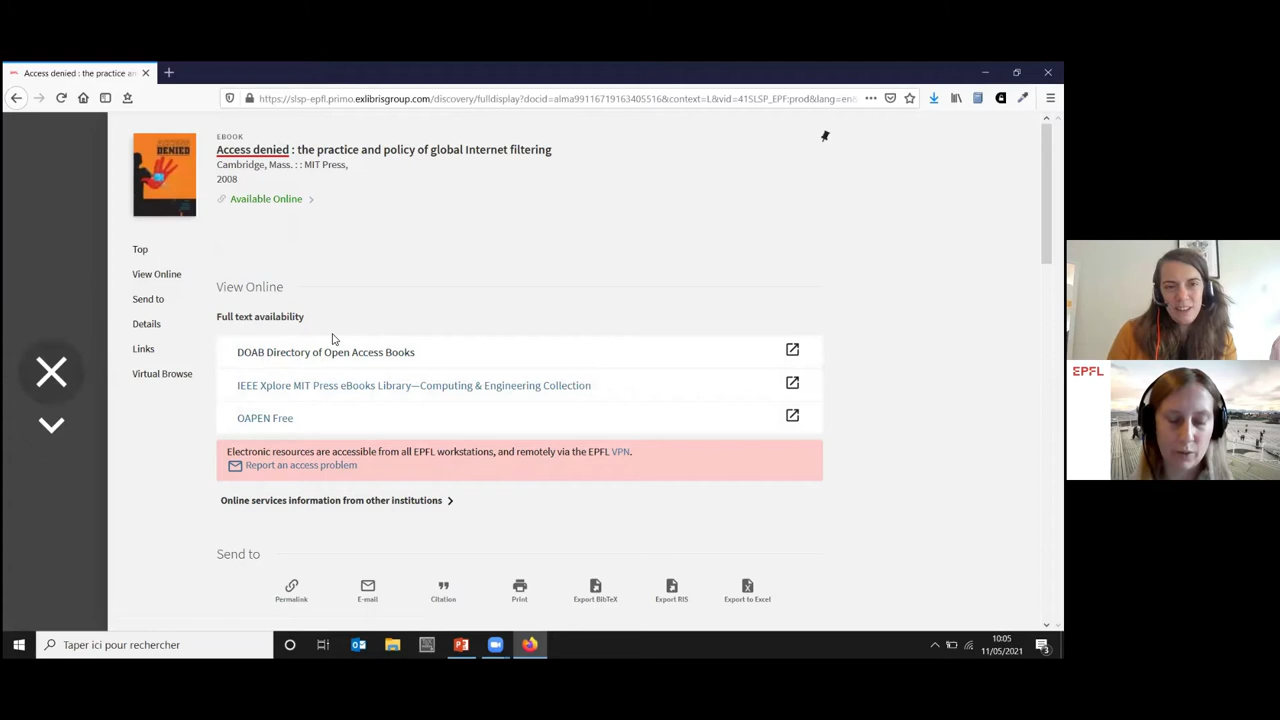 Access denied : the practice an
https://slsp-epfl.primo.exlibrisgroup.com/discovery/fulldisplay?docid=alma99116719163405516&context=L&vid=41SLSP_EPF:prod&lang=en
ACCESS
DENIED
EBOOK
Access denied : the practice and policy of global Internet filtering
Cambridge, Mass. : : MIT Press,
2008
Available Online
Top
View Online
Send to
Details
Links
Virtual Browse
View Online
Full text availability
DOAB Directory of Open Access Books
IEEE Xplore MIT Press eBooks Library—Computing & Engineering Collection
OAPEN Free
Electronic resources are accessible from all EPFL workstations, and remotely via the EPFL VPN.
Report an access problem
Online services information from other institutions
Send to
Permalink
E-mail
Citation
Print
Export BibTeX
Export RIS
Export to Excel
EPFL
Taper ici pour rechercher
10:05
11/05/2021
3